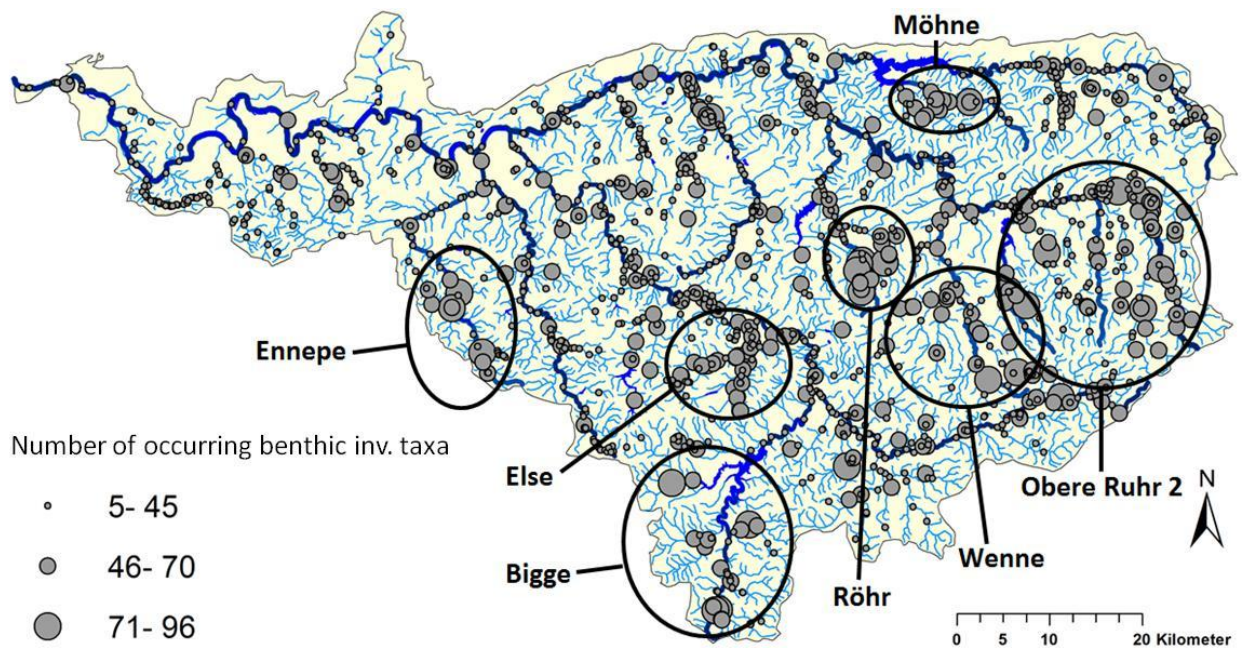 Möhne
Ennepe
Number of occurring benthic inv. taxa
5- 45
46- 70
71- 96
Else
Bigge
Röhr
Wenne
Obere Ruhr 2
N
0 5 10 20 Kilometer